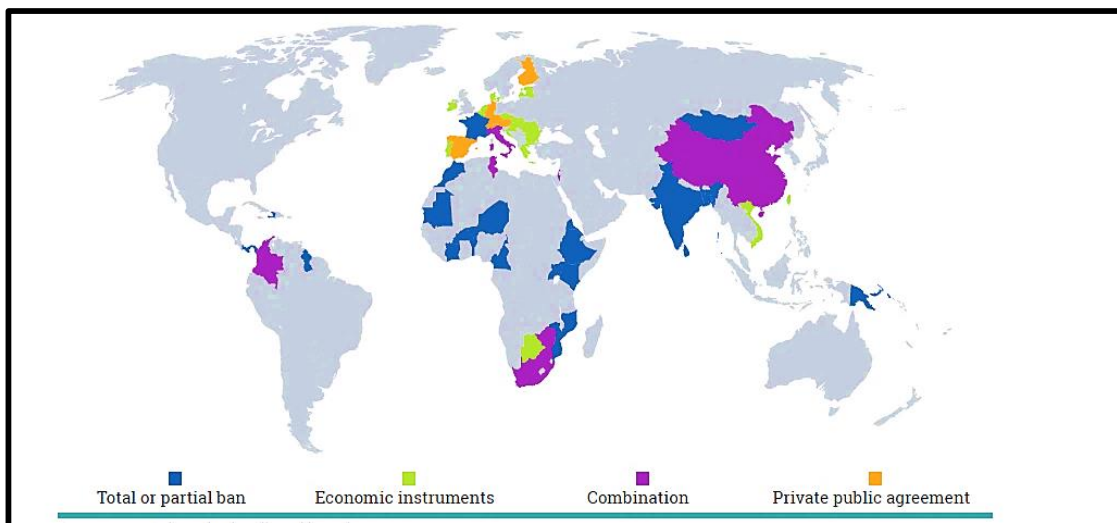 Total or partial ban
Economic instruments
Combination
Private public agreement